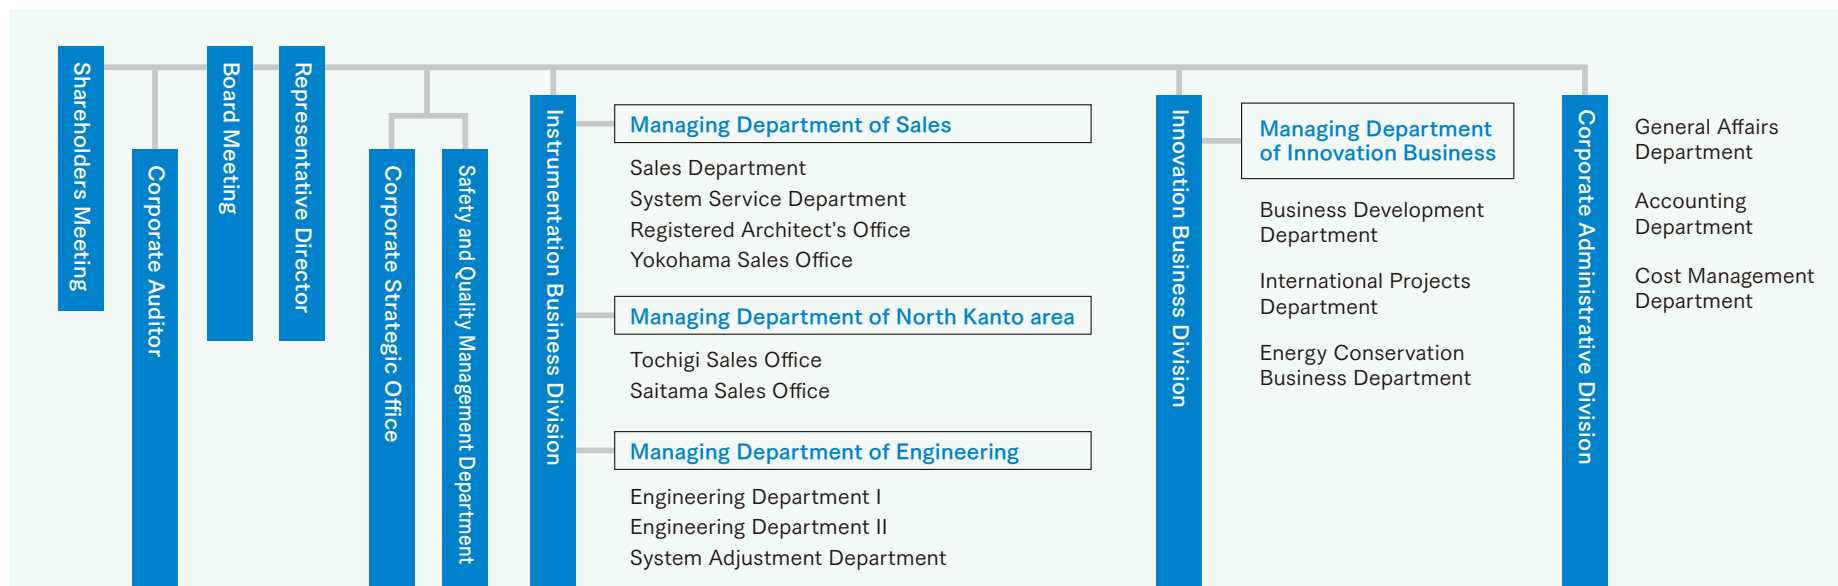 Shareholders Meeting
Corporate Auditor
Board Meeting
Representative Director
Corporate Strategic Office
Safety and Quality Management Department
Instrumentation Business Division
Managing Department of Sales
Sales Department
System Service Department
Registered Architect's Office
Yokohama Sales Office
Managing Department of North Kanto area
Tochigi Sales Office
Saitama Sales Office
Managing Department of Engineering
Engineering Department I
Engineering Department II
System Adjustment Department
Innovation Business Division
Managing Department
of Innovation Business
Business Development
Department
International Projects
Department
Energy Conservation
Business Department
Corporate Administrative Division
General Affairs
Department
Accounting
Department
Cost Management
Department